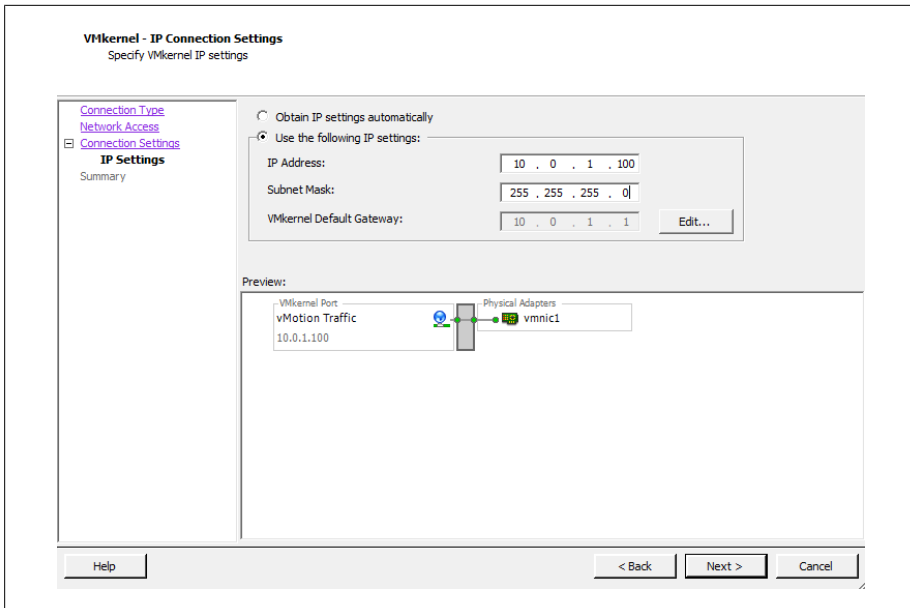 VMkernel - IP Connection Settings
Specify VMkernel IP settings
Connection Type
Network Access
Connection Settings
IP Settings
Summary
Obtain IP settings automatically
Use the following IP settings:
IP Address: 10 . 0 . 1 . 100
Subnet Mask: 255 . 255 . 255 . 0
VMkernel Default Gateway: 10 . 0 . 1 . 1 Edit...
Preview:
VMkernel Port
vMotion Traffic
10.0.1.100
Physical Adapters
vmnic1
Help < Back Next > Cancel